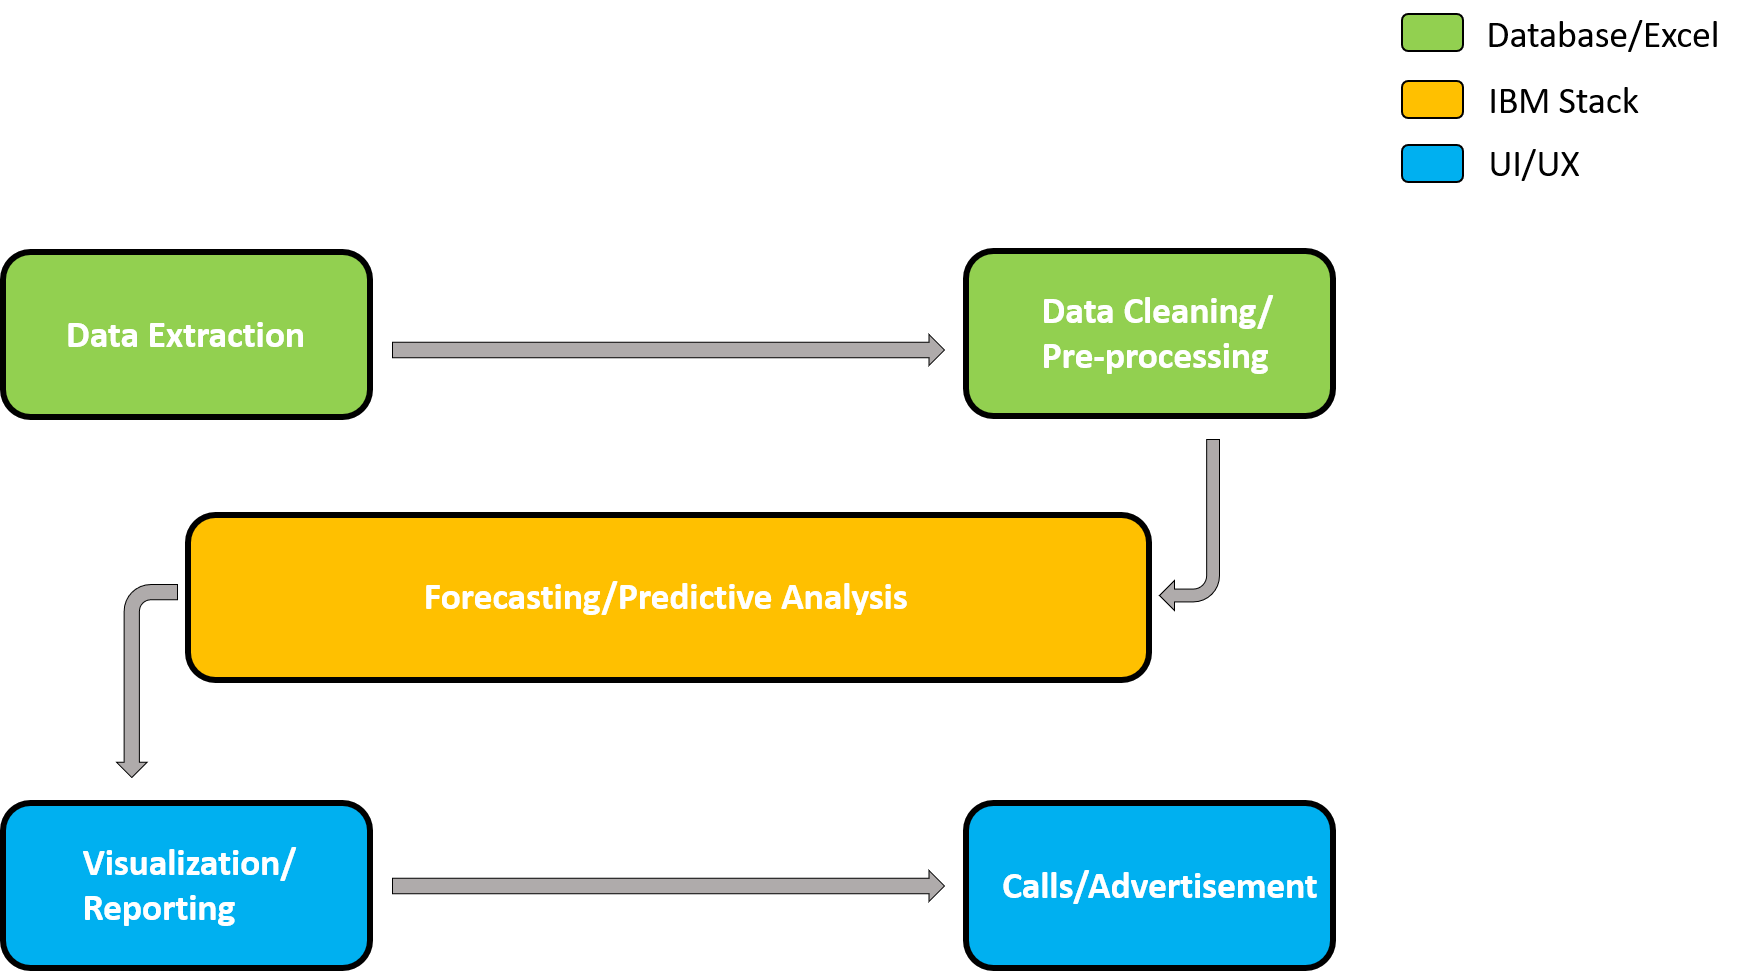 Database/Excel
IBM Stack
UI/UX
Data Extraction
Data Cleaning/
Pre-processing
Forecasting/Predictive Analysis
Visualization/
Reporting
Calls/Advertisement